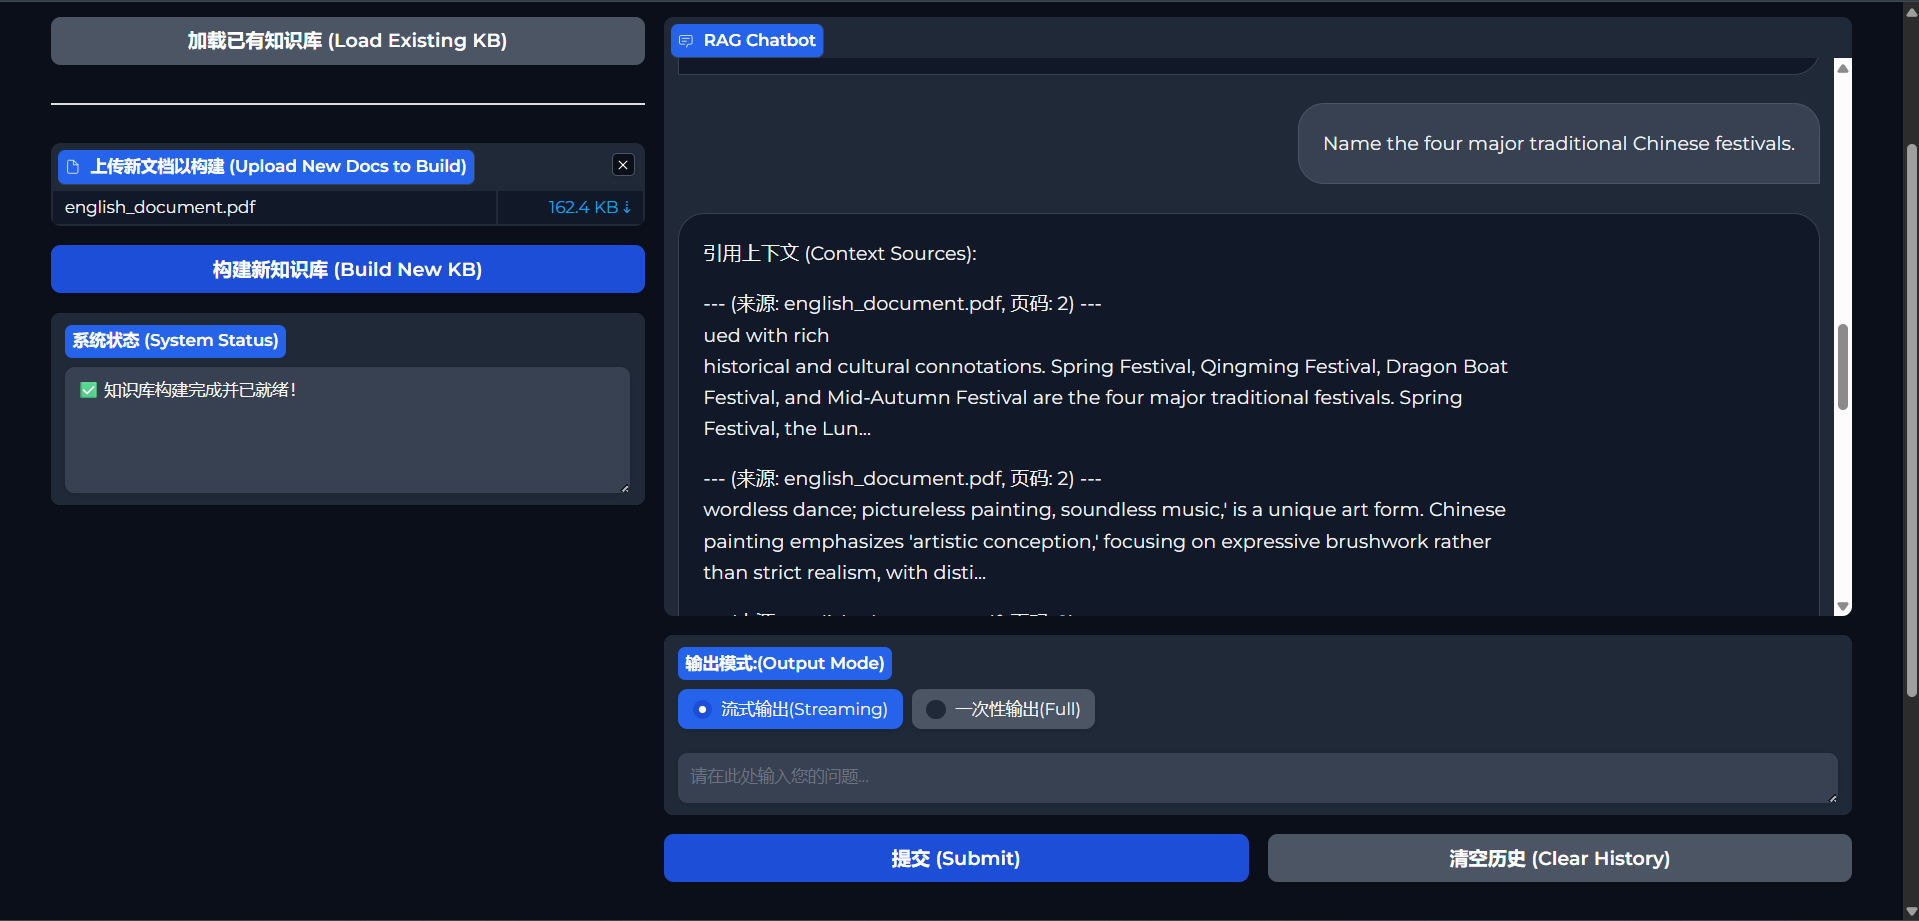 加载已有知识库 (Load Existing KB)
上传新文档以构建 (Upload New Docs to Build)
english_document.pdf
162.4 KB ↓
构建新知识库 (Build New KB)
系统状态 (System Status)
✅ 知识库构建完成并已就绪!
RAG Chatbot
Name the four major traditional Chinese festivals.
引用上下文 (Context Sources):
--- (来源: english_document.pdf, 页码: 2) ---
ued with rich
historical and cultural connotations. Spring Festival, Qingming Festival, Dragon Boat
Festival, and Mid-Autumn Festival are the four major traditional festivals. Spring
Festival, the Lun...
--- (来源: english_document.pdf, 页码: 2) ---
wordless dance; pictureless painting, soundless music,' is a unique art form. Chinese
painting emphasizes 'artistic conception,' focusing on expressive brushwork rather
than strict realism, with disti...
输出模式:(Output Mode)
流式输出(Streaming)
一次性输出(Full)
请在此处输入您的问题...
提交 (Submit)
清空历史 (Clear History)